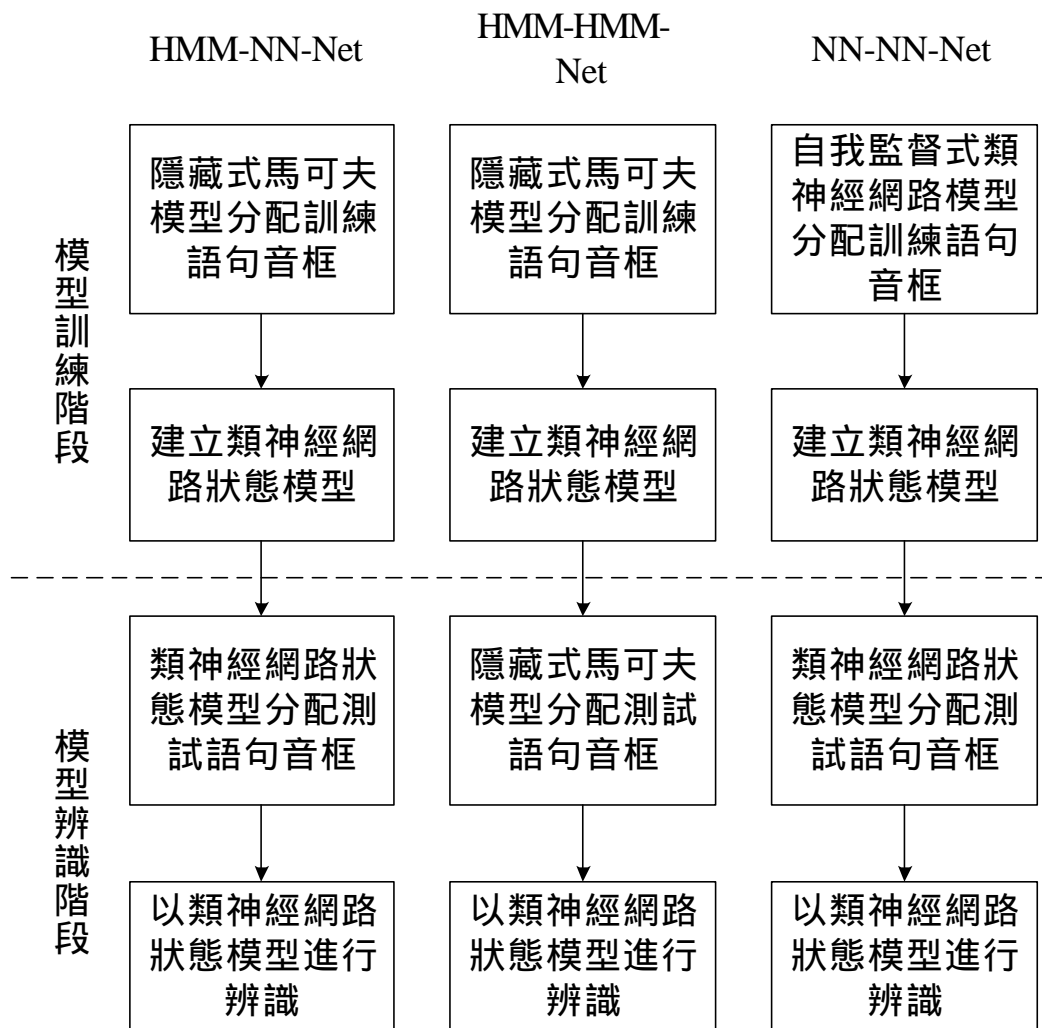 HMM-NN-Net
HMM-HMM-
Net
NN-NN-Net
模型訓練階段
隱藏式馬可夫
模型分配訓練
語句音框
隱藏式馬可夫
模型分配訓練
語句音框
自我監督式類
神經網路模型
分配訓練語句
音框
建立類神經網
路狀態模型
建立類神經網
路狀態模型
建立類神經網
路狀態模型
模型辨識階段
類神經網路狀
態模型分配測
試語句音框
隱藏式馬可夫
模型分配測試
語句音框
類神經網路狀
態模型分配測
試語句音框
以類神經網路
狀態模型進行
辨識
以類神經網路
狀態模型進行
辨識
以類神經網路
狀態模型進行
辨識